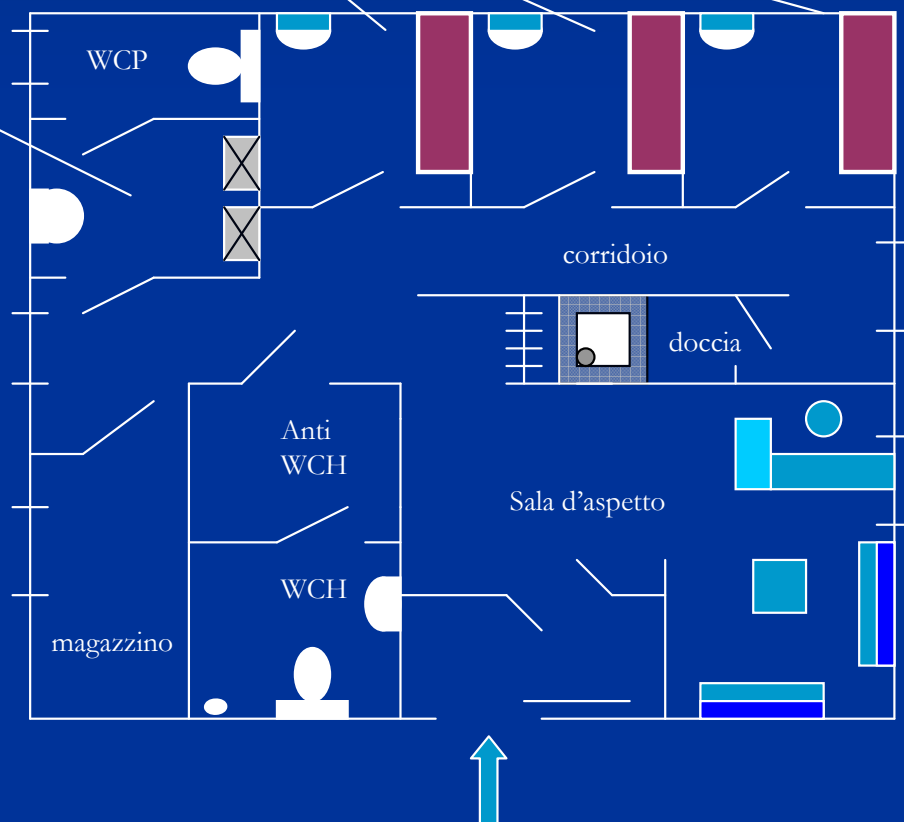 WCP
corridoio
doccia
Anti
WCH
Sala d’aspetto
WCH
magazzino